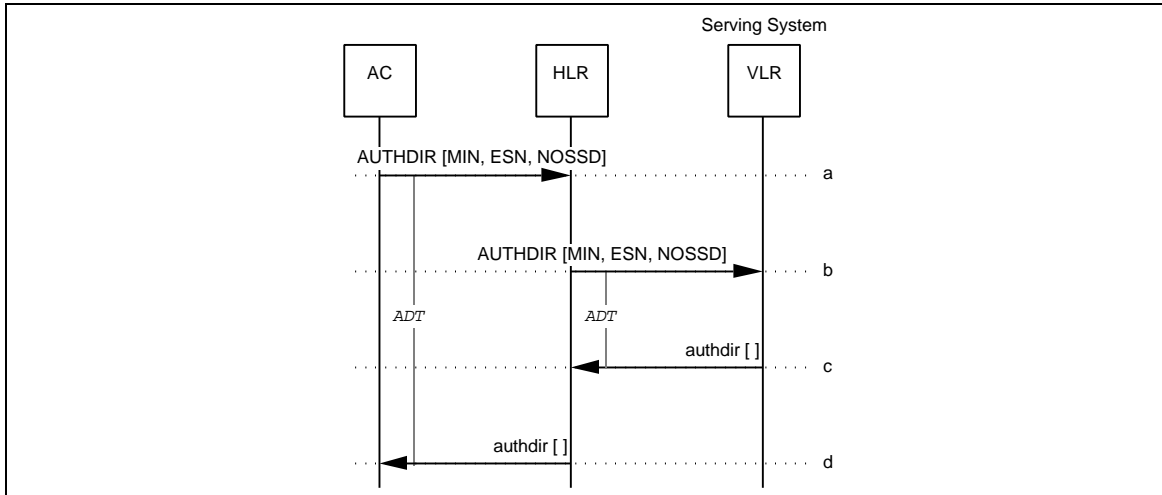 Serving System
AC
HLR
VLR
AUTHDIR [MIN, ESN, NOSSD]
a
AUTHDIR [MIN, ESN, NOSSD]
b
ADT
ADT
authdir [ ]
c
authdir [ ]
d